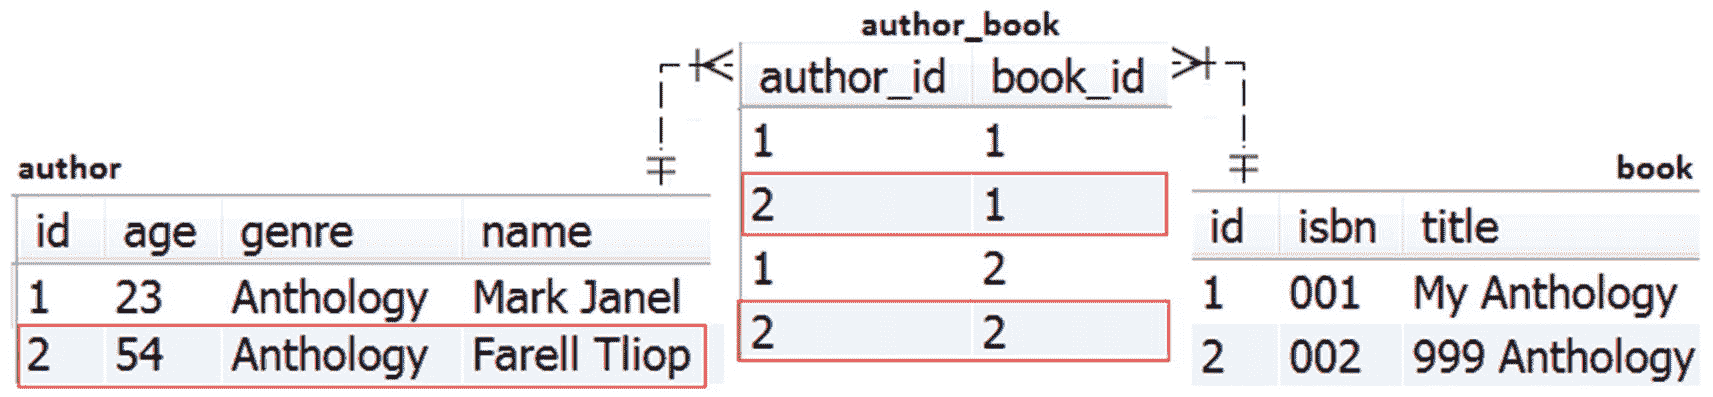 author_book
author_id book_id
1 1
2 1
1 2
2 2
author
id age genre name
1 23 Anthology Mark Janel
2 54 Anthology Farell Tliop
book
id isbn title
1 001 My Anthology
2 002 999 Anthology